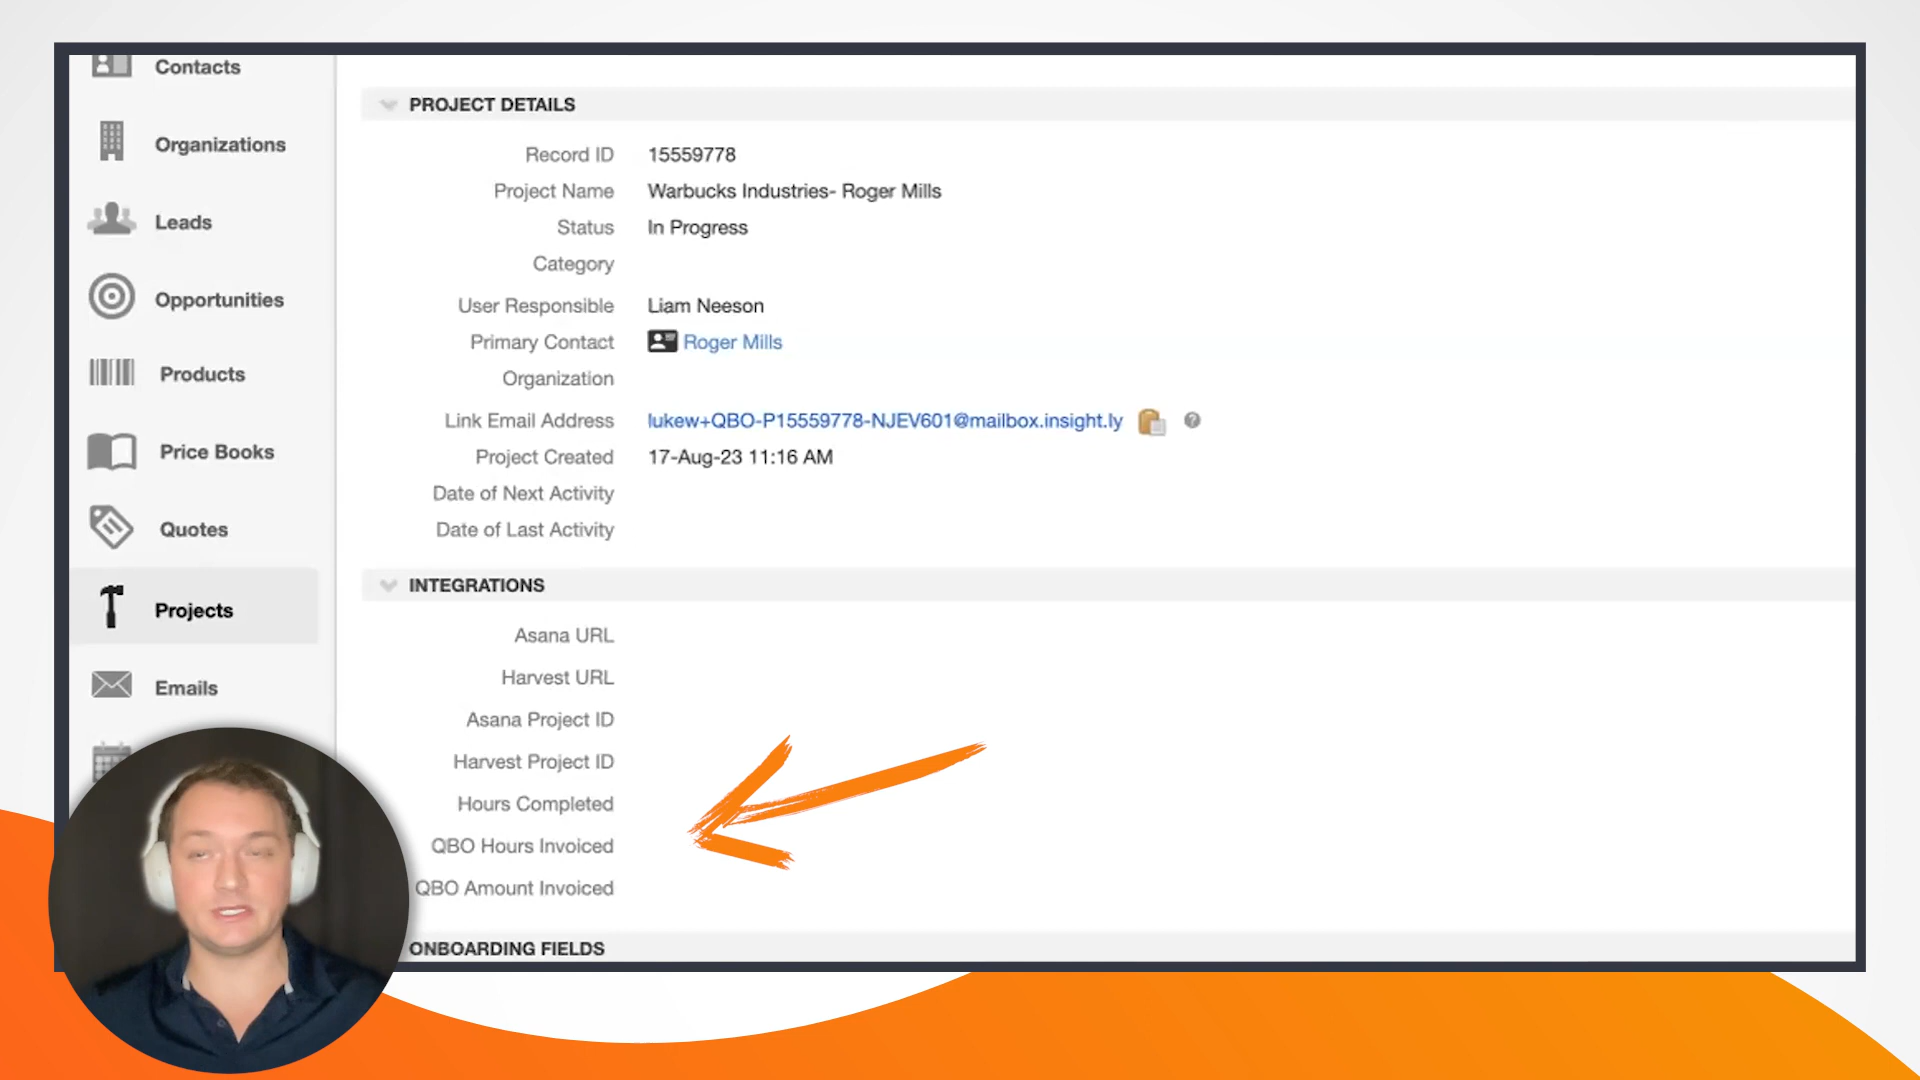 Contacts
Organizations
Leads
Opportunities
Products
Price Books
Quotes
Projects
Emails
PROJECT DETAILS
Record ID 15559778
Project Name Warbucks Industries- Roger Mills
Status In Progress
Category
User Responsible Liam Neeson
Primary Contact Roger Mills
Organization
Link Email Address lukew+QBO-P15559778-NJEV601@mailbox.insight.ly ?
Project Created 17-Aug-23 11:16 AM
Date of Next Activity
Date of Last Activity
INTEGRATIONS
Asana URL
Harvest URL
Asana Project ID
Harvest Project ID
Hours Completed
QBO Hours Invoiced
QBO Amount Invoiced
ONBOARDING FIELDS